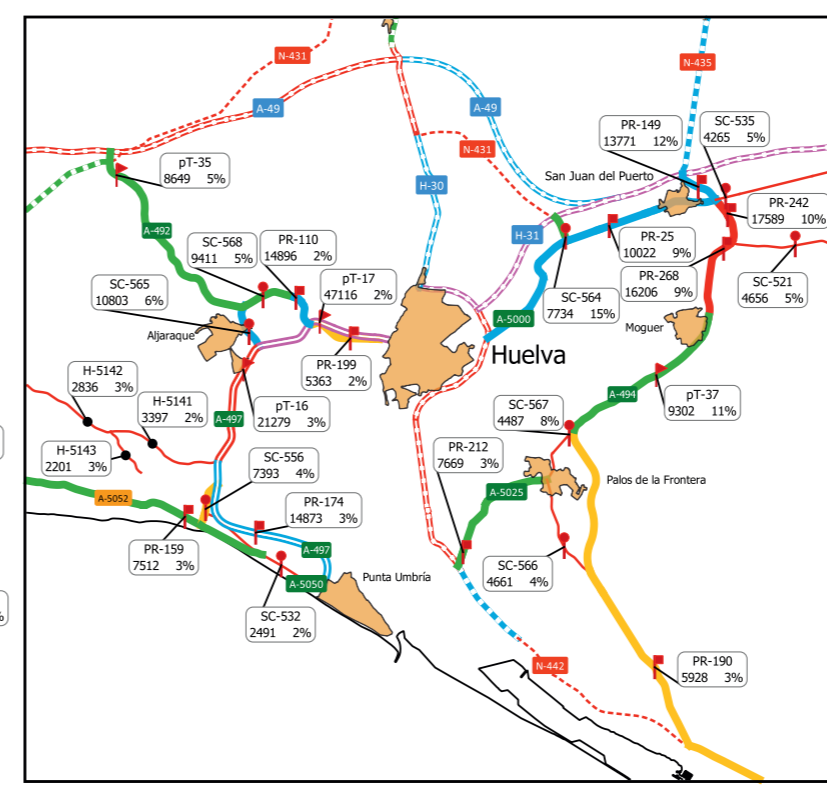 N-431
N-435
A-49
A-49
PR-149
13771 12%
SC-535
4265 5%
N-431
pT-35
8649 5%
San Juan del Puerto
H-30
PR-242
17589 10%
A-492
SC-568
9411 5%
PR-110
14896 2%
H-31
PR-25
10022 9%
pT-17
47116 2%
PR-268
16206 9%
SC-521
4656 5%
SC-565
10803 6%
SC-564
7734 15%
A-5000
Aljaraque
Moguer
Huelva
PR-199
5363 2%
H-5142
2836 3%
H-5141
3397 2%
pT-16
21279 3%
A-494
pT-37
9302 11%
SC-567
4487 8%
A-497
H-5143
2201 3%
SC-556
7393 4%
PR-212
7669 3%
Palos de la Frontera
A-5025
A-5052
PR-174
14873 3%
PR-159
7512 3%
A-497
SC-566
4661 4%
A-5050
Punta Umbría
%
SC-532
2491 2%
N-442
PR-190
5928 3%